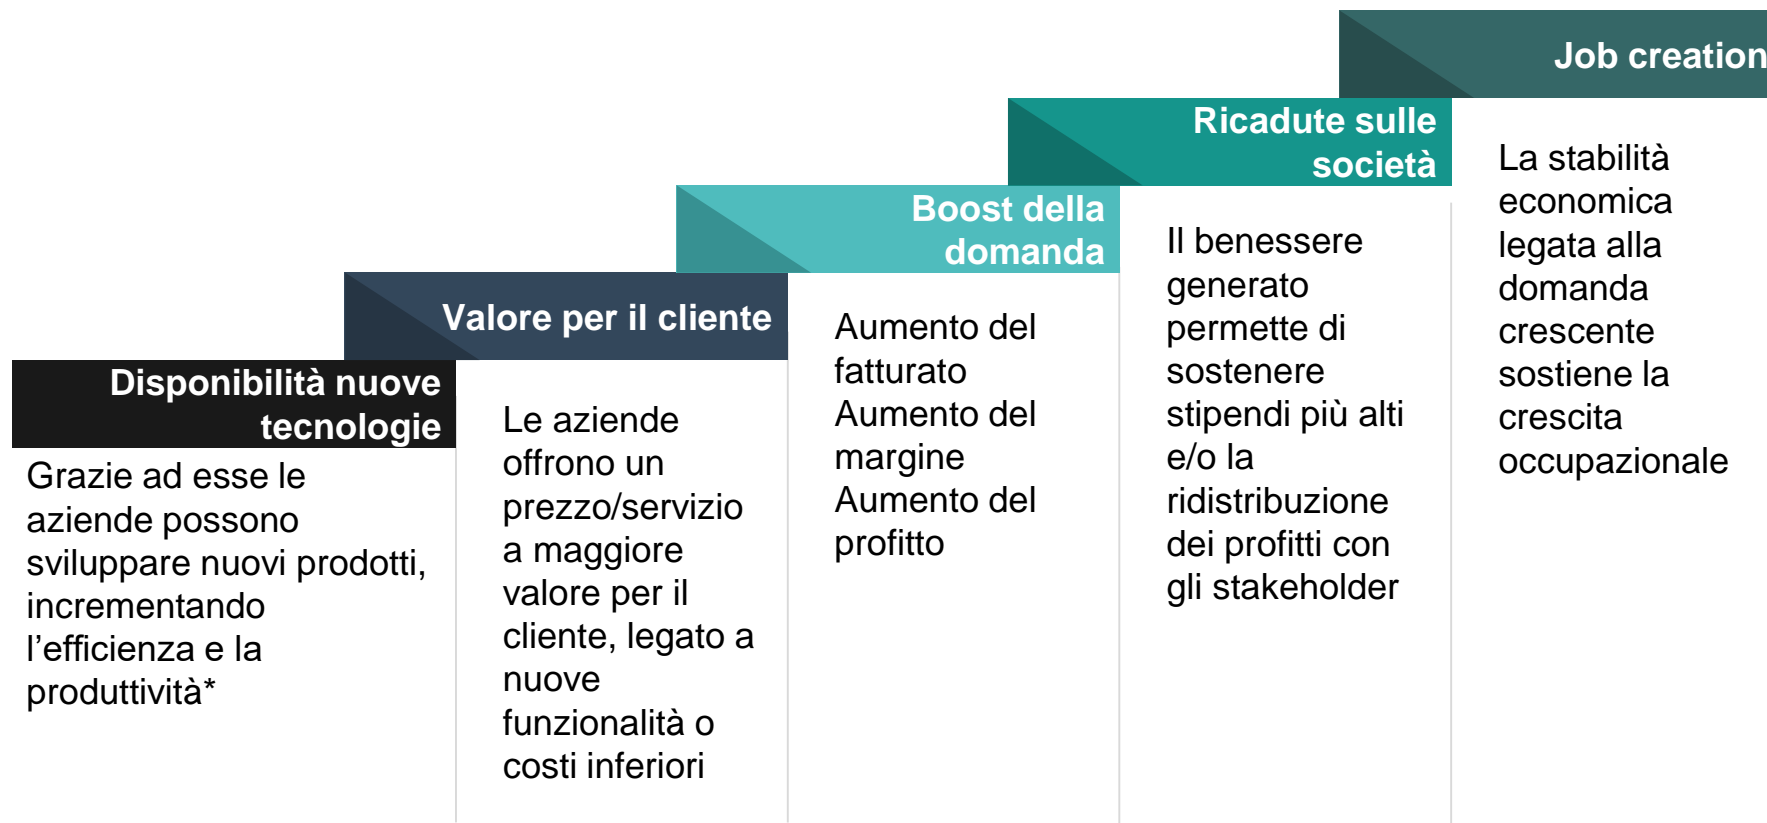 Disponibilità nuove
tecnologie
Grazie ad esse le
aziende possono
sviluppare nuovi prodotti,
incrementando
l’efficienza e la
produttività*
Valore per il cliente
Le aziende
offrono un
prezzo/servizio
a maggiore
valore per il
cliente, legato a
nuove
funzionalità o
costi inferiori
Boost della
domanda
Aumento del
fatturato
Aumento del
margine
Aumento del
profitto
Ricadute sulle
società
Il benessere
generato
permette di
sostenere
stipendi più alti
e/o la
ridistribuzione
dei profitti con
gli stakeholder
Job creation
La stabilità
economica
legata alla
domanda
crescente
sostiene la
crescita
occupazionale